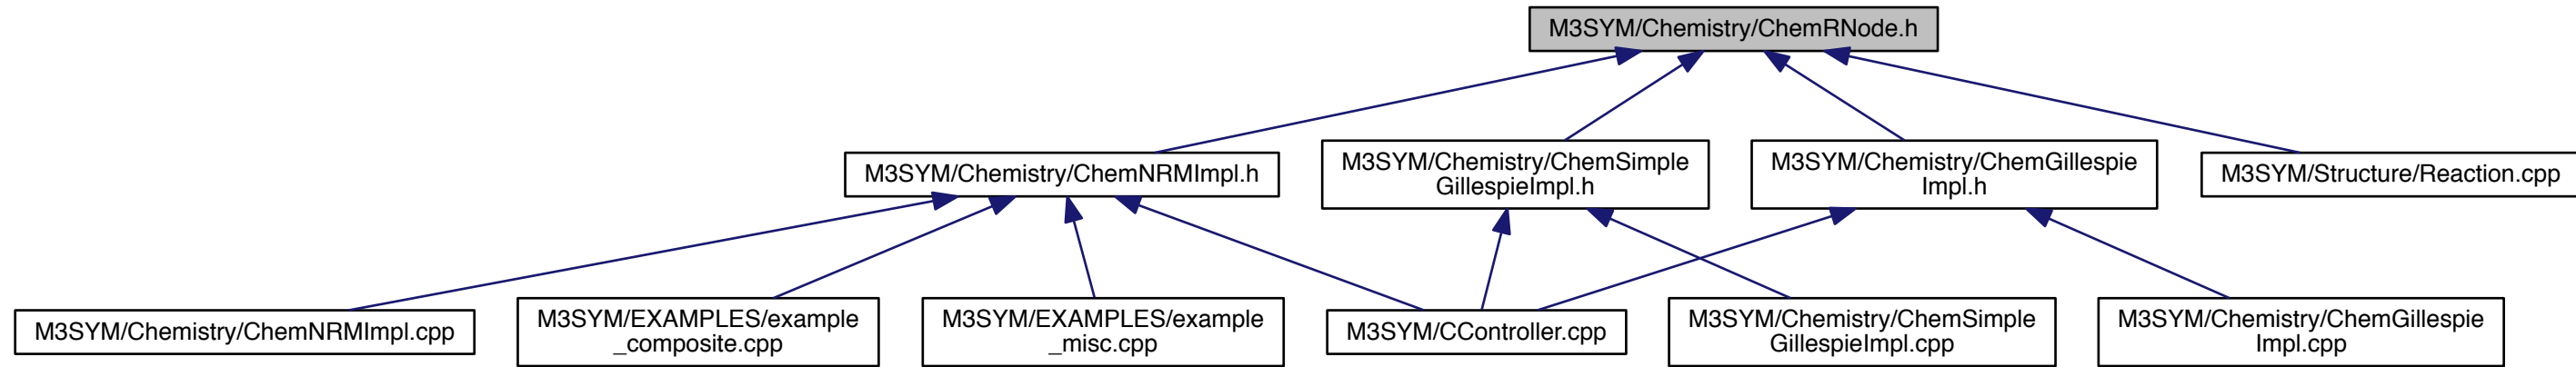 M3SYM/Chemistry/ChemRNode.h
M3SYM/Chemistry/ChemNRMImpl.h
M3SYM/Chemistry/ChemSimple
GillespieImpl.h
M3SYM/Chemistry/ChemGillespie
Impl.h
M3SYM/Structure/Reaction.cpp
M3SYM/Chemistry/ChemNRMImpl.cpp
M3SYM/EXAMPLES/example
_composite.cpp
M3SYM/EXAMPLES/example
_misc.cpp
M3SYM/CController.cpp
M3SYM/Chemistry/ChemSimple
GillespieImpl.cpp
M3SYM/Chemistry/ChemGillespie
Impl.cpp